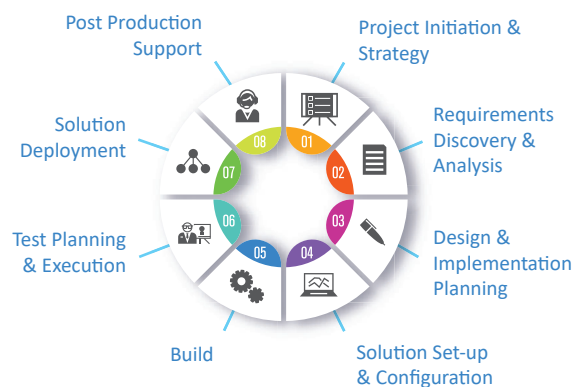 Project Initiation &
Strategy
01
Requirements
Discovery &
Analysis
02
Design &
Implementation
Planning
03
Solution Set-up
& Configuration
04
Build
05
Test Planning
& Execution
06
Solution
Deployment
07
Post Production
Support
08